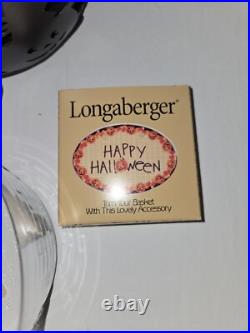 Longaberger®
HAPPY
HALLOWEEN
Trim Your Basket
With This Lovely Accessory